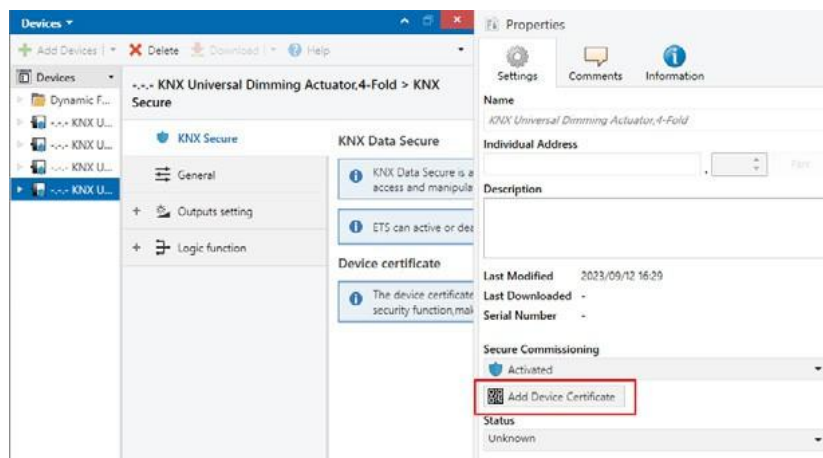 Devices
Add Devices
Delete
Download
Help
Devices
Dynamic F...
-.-.- KNX U...
-.-.- KNX U...
-.-.- KNX U...
-.-.- KNX U...
-.-.- KNX Universal Dimming Actuator,4-Fold > KNX
Secure
KNX Secure
General
+ Outputs setting
+ Logic function
KNX Data Secure
KNX Data Secure is a
access and manipula
ETS can active or dea
Device certificate
The device certificate
security function,mak
Properties
Settings
Comments
Information
Name
KNX Universal Dimming Actuator,4-Fold
Individual Address
.
Park
Description
Last Modified 2023/09/12 16:29
Last Downloaded -
Serial Number -
Secure Commissioning
Activated
Add Device Certificate
Status
Unknown